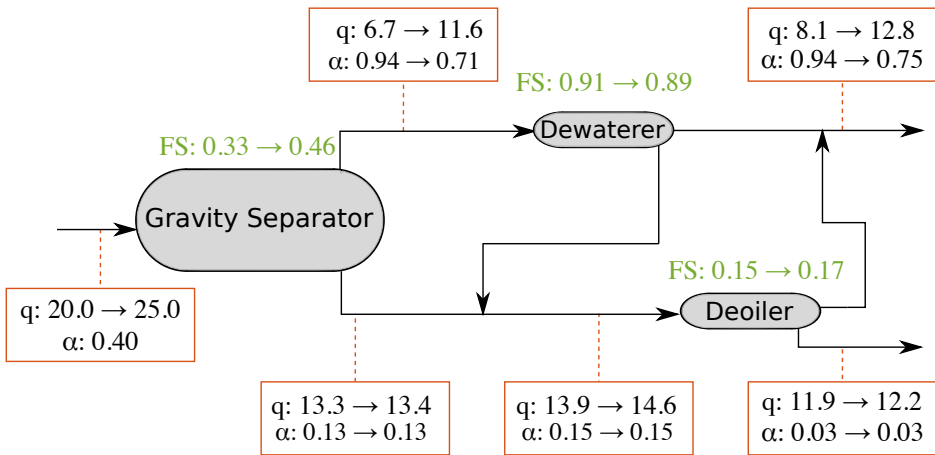 q: 6.7 → 11.6
α: 0.94 → 0.71
q: 8.1 → 12.8
α: 0.94 → 0.75
FS: 0.91 → 0.89
Dewaterer
FS: 0.33 → 0.46
Gravity Separator
FS: 0.15 → 0.17
Deoiler
q: 20.0 → 25.0
α: 0.40
q: 13.3 → 13.4
α: 0.13 → 0.13
q: 13.9 → 14.6
α: 0.15 → 0.15
q: 11.9 → 12.2
α: 0.03 → 0.03